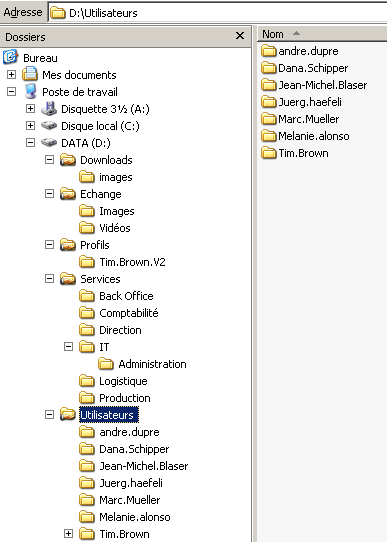 Adresse D:\Utilisateurs
Dossiers
Bureau
Mes documents
Poste de travail
Disquette 3½ (A:)
Disque local (C:)
DATA (D:)
Downloads
images
Echange
Images
Vidéos
Profils
Tim.Brown.V2
Services
Back Office
Comptabilité
Direction
IT
Administration
Logistique
Production
Utilisateurs
andre.dupre
Dana.Schipper
Jean-Michel.Blaser
Juerg.haefeli
Marc.Mueller
Melanie.alonso
Tim.Brown
Nom
andre.dupre
Dana.Schipper
Jean-Michel.Blaser
Juerg.haefeli
Marc.Mueller
Melanie.alonso
Tim.Brown